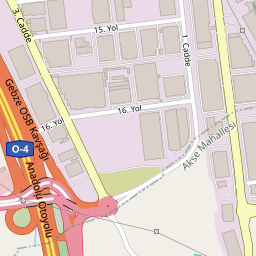 3. Cadde
15. Yol
1. Cadde
16. Yol
16. Yol
Gebze OSB Kavşağı
O-4
Anadolu Otoyolu
Akse Mahallesi